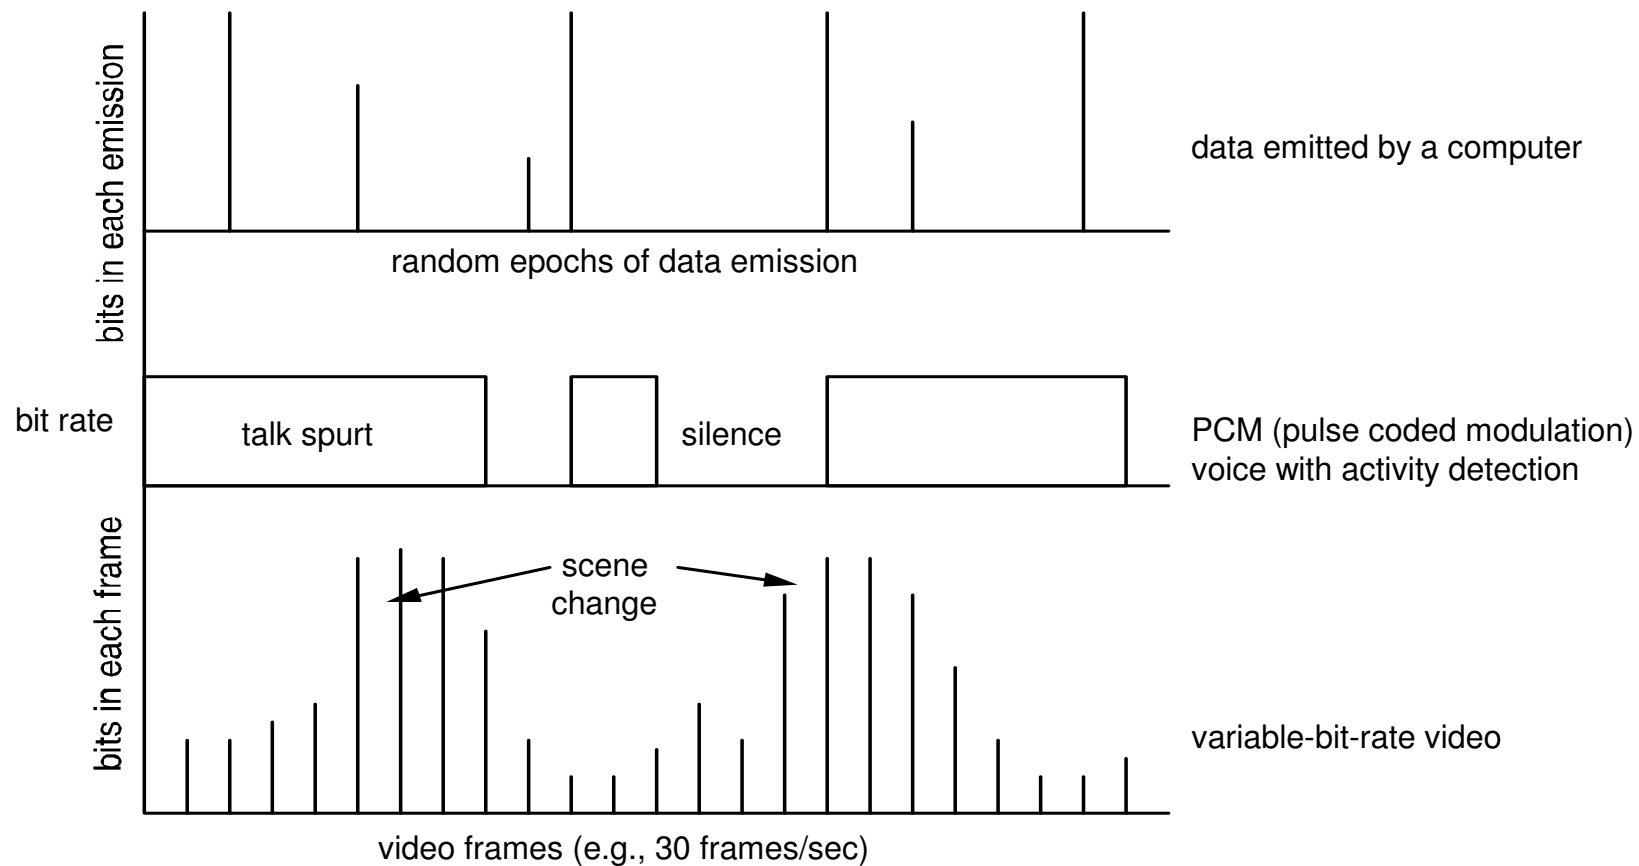 bits in each emission
data emitted by a computer
random epochs of data emission
bit rate
talk spurt
silence
PCM (pulse coded modulation)
voice with activity detection
bits in each frame
scene
change
variable-bit-rate video
video frames (e.g., 30 frames/sec)